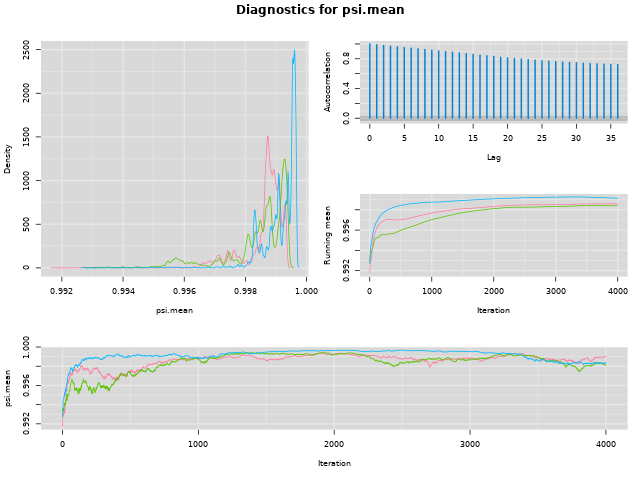 Diagnostics for psi.mean
Density
0 500 1000 1500 2000 2500
0.992 0.994 0.996 0.998 1.000
psi.mean
Autocorrelation
0.0 0.4 0.8
0 5 10 15 20 25 30 35
Lag
Running mean
0.992 0.996
0 1000 2000 3000 4000
Iteration
psi.mean
0.992 0.996 1.000
0 1000 2000 3000 4000
Iteration